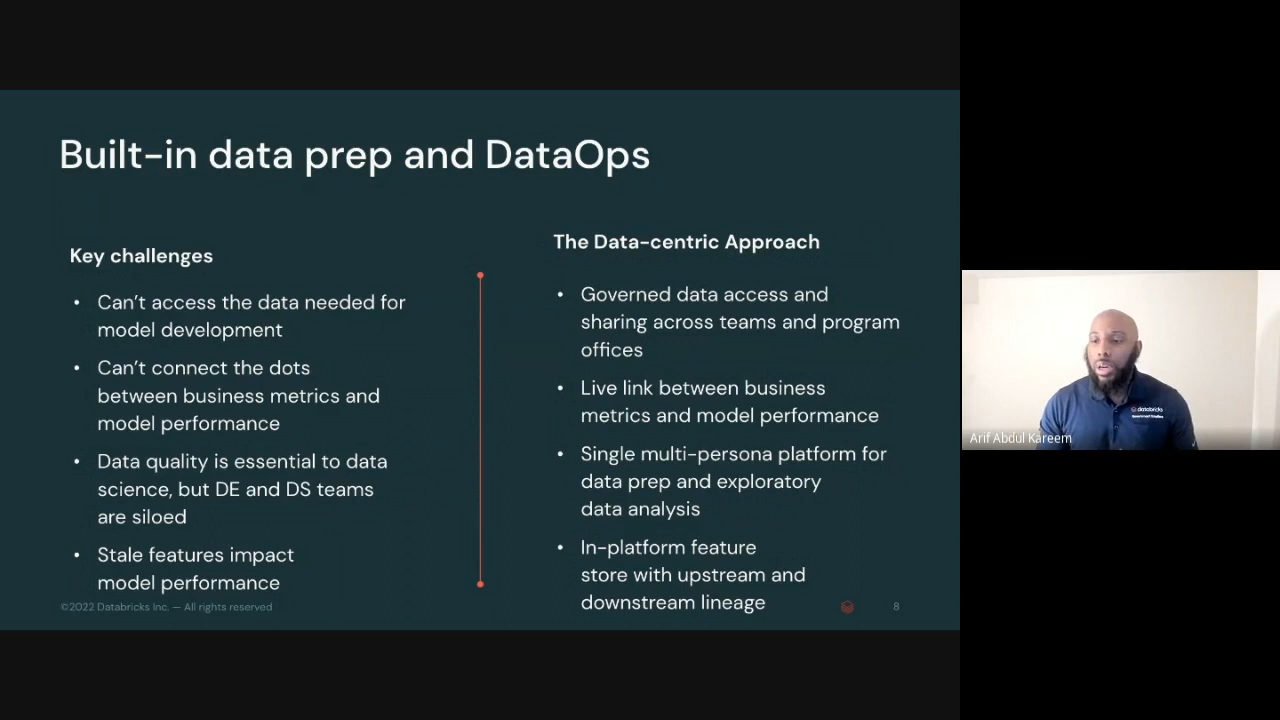 Built-in data prep and DataOps
Key challenges
• Can't access the data needed for
model development
• Can't connect the dots
between business metrics and
model performance
• Data quality is essential to data
science, but DE and DS teams
are siloed
• Stale features impact
model performance
The Data-centric Approach
• Governed data access and
sharing across teams and program
offices
• Live link between business
metrics and model performance
• Single multi-persona platform for
data prep and exploratory
data analysis
• In-platform feature
store with upstream and
downstream lineage
©2022 Databricks Inc. — All rights reserved
8
databricks
Arif Abdul Kareem